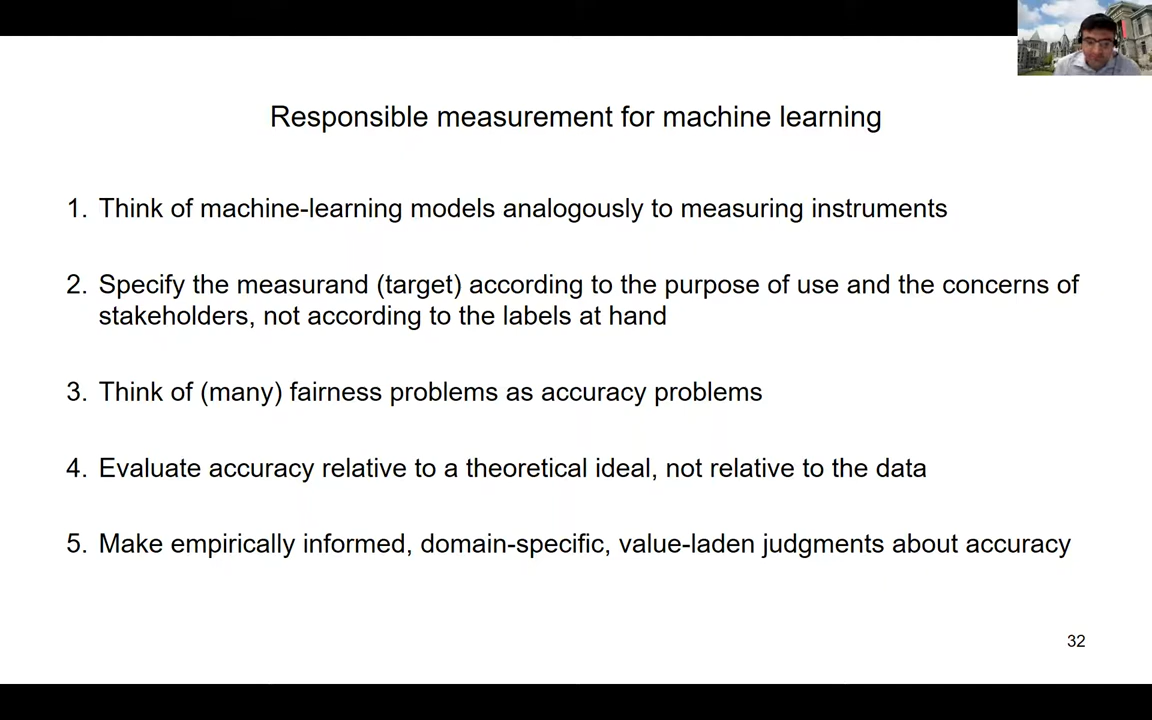 Responsible measurement for machine learning
1. Think of machine-learning models analogously to measuring instruments
2. Specify the measurand (target) according to the purpose of use and the concerns of
stakeholders, not according to the labels at hand
3. Think of (many) fairness problems as accuracy problems
4. Evaluate accuracy relative to a theoretical ideal, not relative to the data
5. Make empirically informed, domain-specific, value-laden judgments about accuracy
32